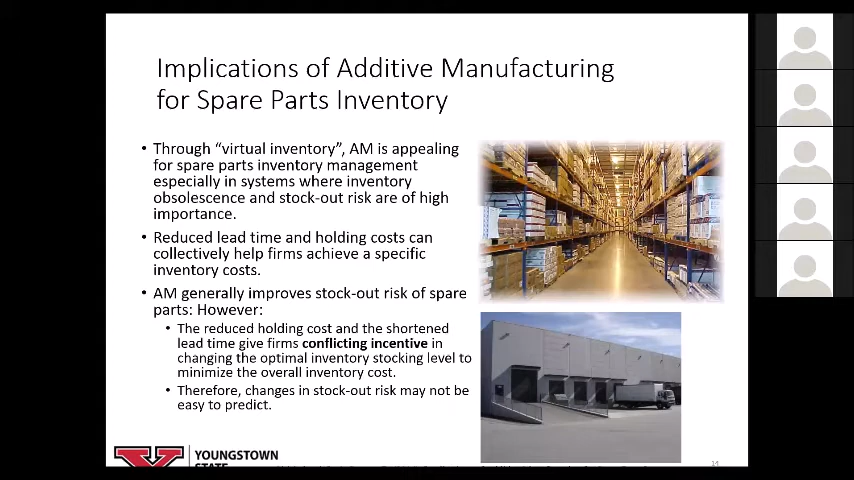 Implications of Additive Manufacturing
for Spare Parts Inventory
• Through “virtual inventory”, AM is appealing
for spare parts inventory management
especially in systems where inventory
obsolescence and stock-out risk are of high
importance.
• Reduced lead time and holding costs can
collectively help firms achieve a specific
inventory costs.
• AM generally improves stock-out risk of spare
parts: However:
• The reduced holding cost and the shortened
lead time give firms conflicting incentive in
changing the optimal inventory stocking level to
minimize the overall inventory cost.
• Therefore, changes in stock-out risk may not be
easy to predict.
YOUNGSTOWN
STATE
14